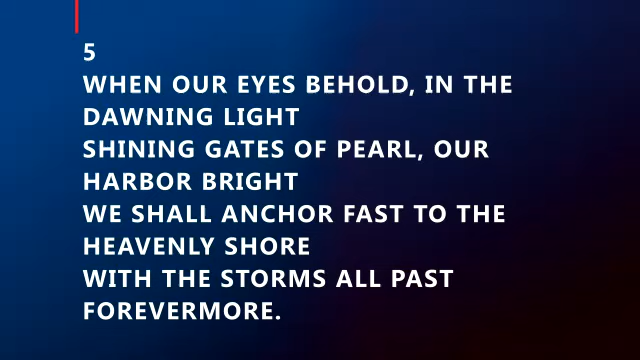 5
WHEN OUR EYES BEHOLD, IN THE
DAWNING LIGHT
SHINING GATES OF PEARL, OUR
HARBOR BRIGHT
WE SHALL ANCHOR FAST TO THE
HEAVENLY SHORE
WITH THE STORMS ALL PAST
FOREVERMORE.